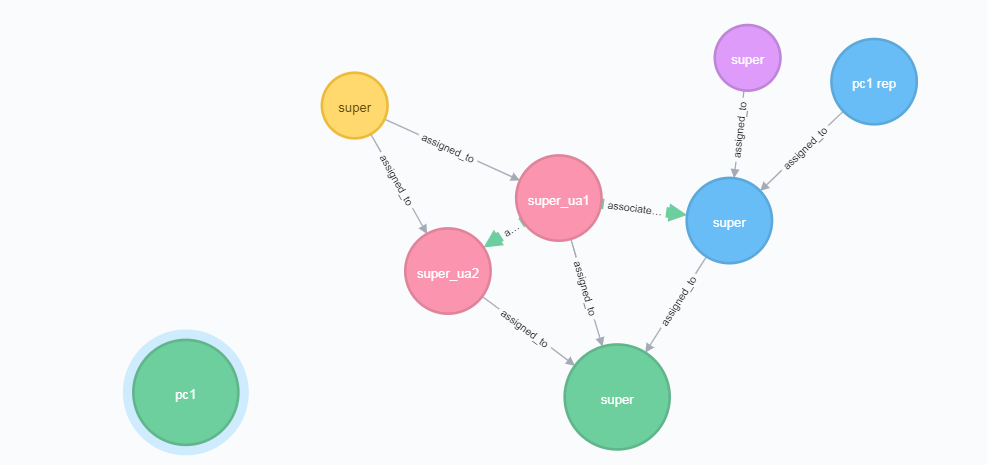 super
pc1 rep
super
assigned_to
assigned_to
assigned_to
assigned_to
super_ua1
associate...
super
a...
super_ua2
assigned_to
assigned_to
assigned_to
pc1
super